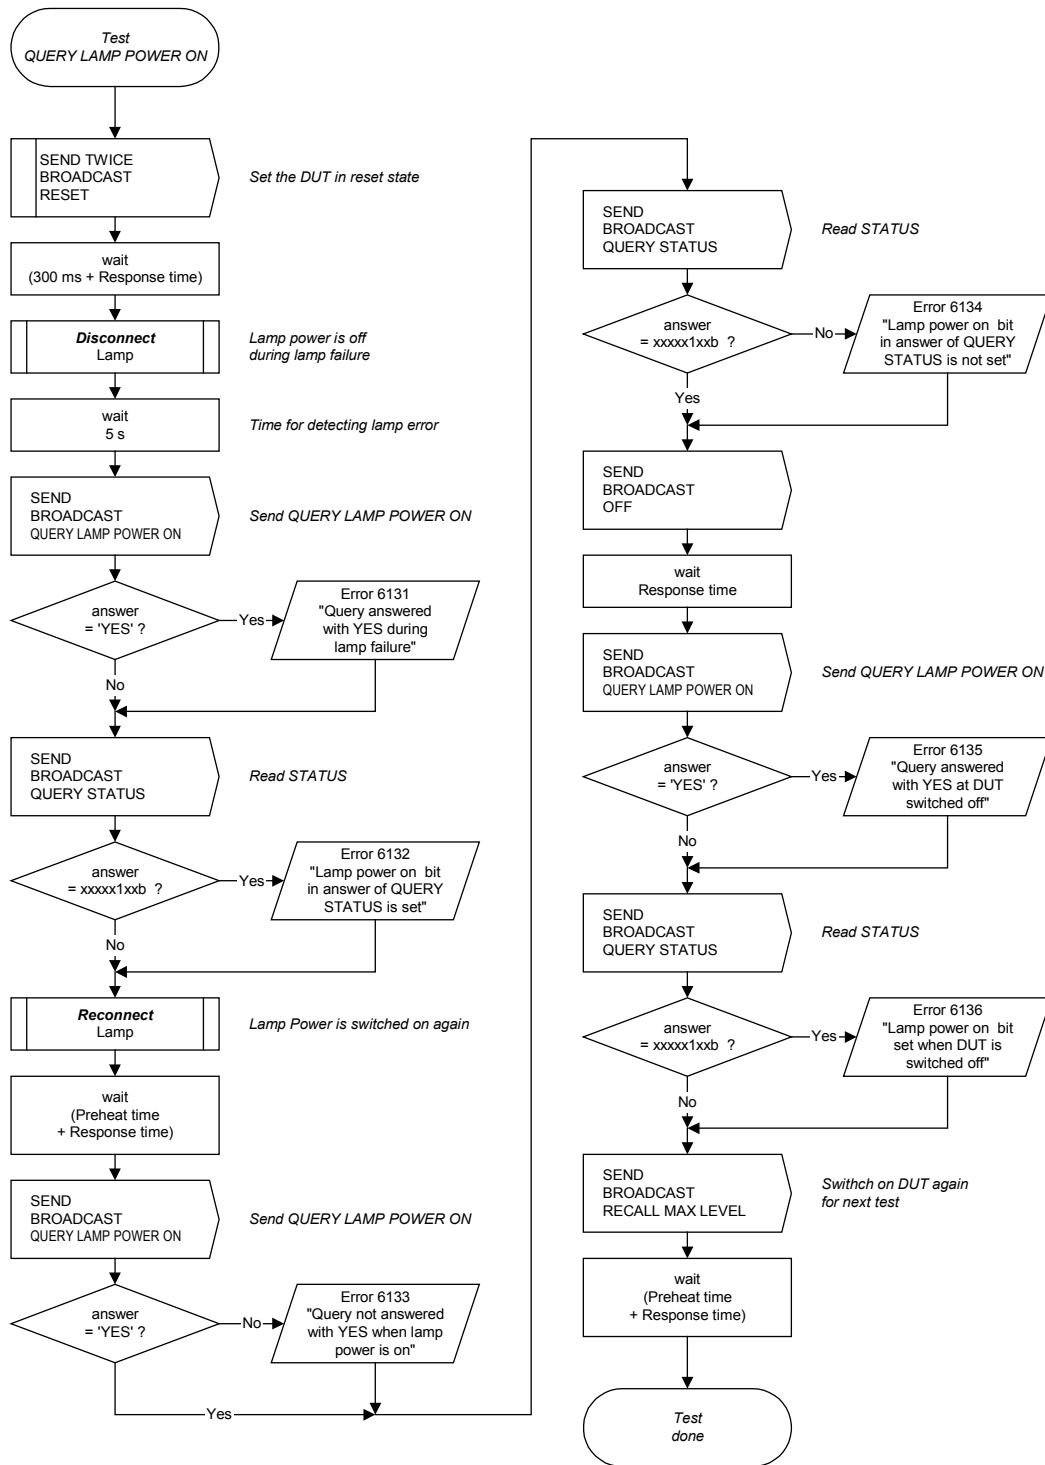 Test
QUERY LAMP POWER ON
SEND TWICE
BROADCAST
RESET
Set the DUT in reset state
wait
(300 ms + Response time)
Disconnect
Lamp
Lamp power is off
during lamp failure
wait
5 s
Time for detecting lamp error
SEND
BROADCAST
QUERY LAMP POWER ON
Send QUERY LAMP POWER ON
answer
= 'YES' ?
Yes
Error 6131
"Query answered
with YES during
lamp failure"
No
SEND
BROADCAST
QUERY STATUS
Read STATUS
answer
= xxxxx1xxb ?
Yes
Error 6132
"Lamp power on bit
in answer of QUERY
STATUS is set"
No
Reconnect
Lamp
Lamp Power is switched on again
wait
(Preheat time
+ Response time)
SEND
BROADCAST
QUERY LAMP POWER ON
Send QUERY LAMP POWER ON
answer
= 'YES' ?
No
Error 6133
"Query not answered
with YES when lamp
power is on"
Yes
SEND
BROADCAST
QUERY STATUS
Read STATUS
answer
= xxxxx1xxb ?
No
Error 6134
"Lamp power on bit
in answer of QUERY
STATUS is not set"
Yes
SEND
BROADCAST
OFF
wait
Response time
SEND
BROADCAST
QUERY LAMP POWER ON
Send QUERY LAMP POWER ON
answer
= 'YES' ?
Yes
Error 6135
"Query answered
with YES at DUT
switched off"
No
SEND
BROADCAST
QUERY STATUS
Read STATUS
answer
= xxxxx1xxb ?
Yes
Error 6136
"Lamp power on bit
set when DUT is
switched off"
No
SEND
BROADCAST
RECALL MAX LEVEL
Swithch on DUT again
for next test
wait
(Preheat time
+ Response time)
Test
done